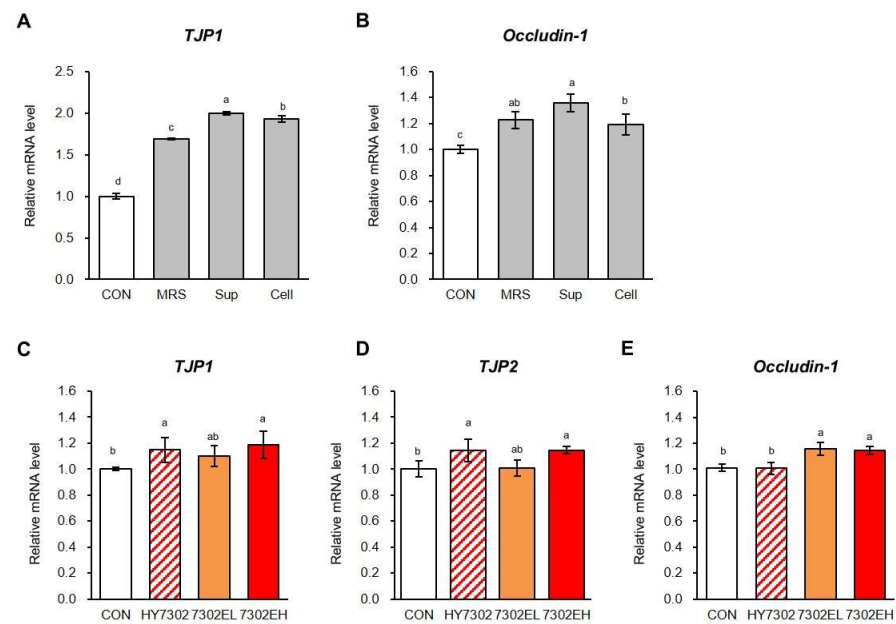 A
TJP1
Relative mRNA level
2.5
2.0
1.5
1.0
0.5
0.0
d
c
a
b
CON MRS Sup Cell
B
Occludin-1
Relative mRNA level
1.6
1.4
1.2
1.0
0.8
0.6
0.4
0.2
0.0
c
ab
a
b
CON MRS Sup Cell
C
TJP1
Relative mRNA level
1.6
1.4
1.2
1.0
0.8
0.6
0.4
0.2
0.0
b
a
ab
a
CON HY7302 7302EL 7302EH
D
TJP2
Relative mRNA level
1.6
1.4
1.2
1.0
0.8
0.6
0.4
0.2
0.0
b
a
ab
a
CON HY7302 7302EL 7302EH
E
Occludin-1
Relative mRNA level
1.6
1.4
1.2
1.0
0.8
0.6
0.4
0.2
0.0
b
b
a
a
CON HY7302 7302EL 7302EH